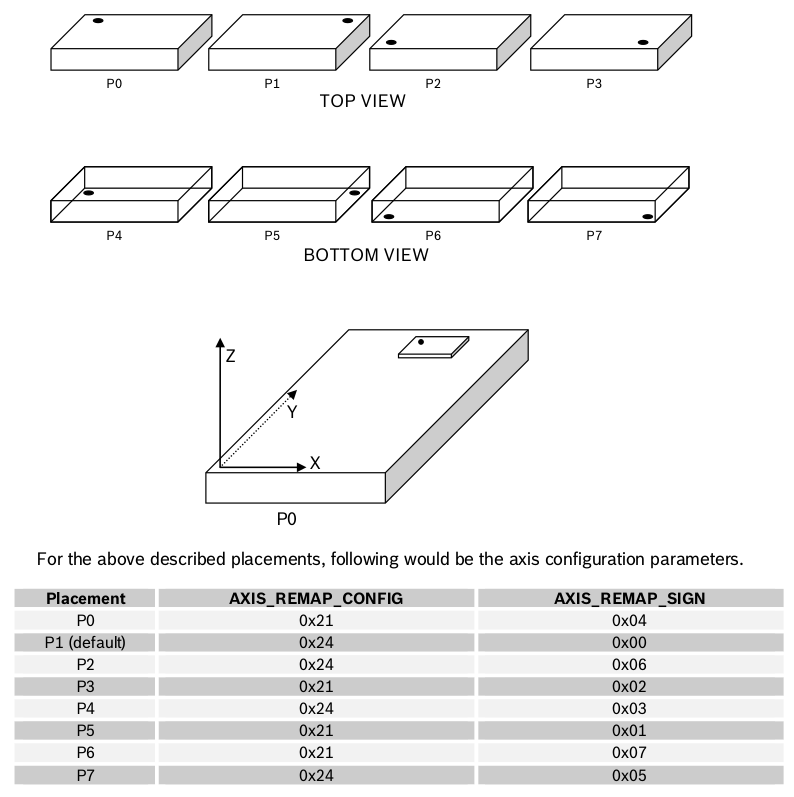 P0 P1 P2 P3
TOP VIEW
P4 P5 P6 P7
BOTTOM VIEW
Z
Y
X
P0
For the above described placements, following would be the axis configuration parameters.
Placement AXIS_REMAP_CONFIG AXIS_REMAP_SIGN
P0 0x21 0x04
P1 (default) 0x24 0x00
P2 0x24 0x06
P3 0x21 0x02
P4 0x24 0x03
P5 0x21 0x01
P6 0x21 0x07
P7 0x24 0x05